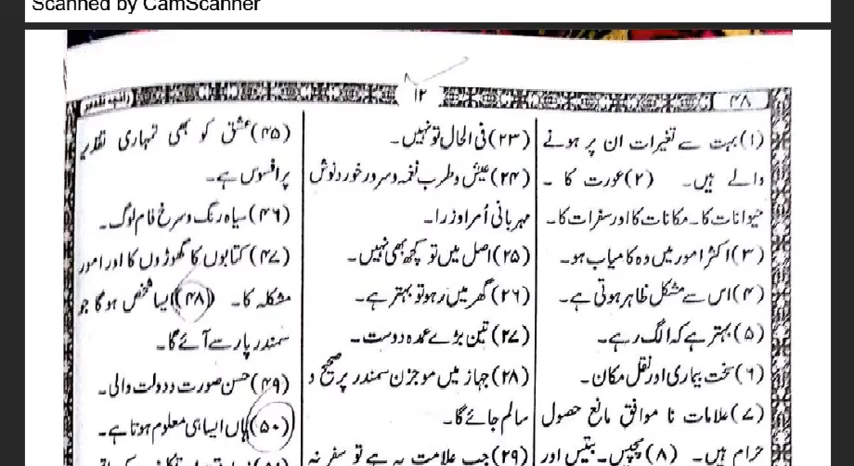 Scanned by CamScanner
۴۸
۱۲
(۱) بہت سے تغیرات ان پر ہونے
والے ہیں۔ (۲) عورت کا ۔
حیوانات کا۔ مکانات کا اور سفرات کا۔
(۳) اکثر امور میں وہ کامیاب ہو۔
(۴) اس سے مشکل ظاہر ہوتی ہے۔
(۵) بہتر ہے کہ الگ رہے۔
(۶) سخت بیماری اور نقل مکان۔
(۷) علامات نا موافق مانع حصول
حرام ہیں۔ (۸) پچیس۔ بتیس اور
(۲۳) فی الحال تو نہیں۔
(۲۴) عیش و طرب نغمہ و سرور خورد و نوش
مہربانی اُمرا وزرا۔
(۲۵) اصل میں تو کچھ بھی نہیں۔
(۲۶) گھر میں رہو تو بہتر ہے۔
(۲۷) تین بڑے عمدہ دوست۔
(۲۸) جہاز میں موجزن سمندر پر صحیح و
سالم جائے گا۔
(۲۹) جب علامت یہ ہے تو سفر نہ
(۴۵) عشق کو بھی تمہاری تقدیر
پر افسوس ہے۔
(۴۶) سیاہ رنگ و سرخ فام لوگ۔
(۴۷) کتابوں کا گھوڑوں کا اور امور
مشکلہ کا۔ (۴۸) ایسا شخص ہوگا جو
سمندر پار سے آئے گا۔
(۴۹) حسن صورت و دولت والی۔
(۵۰) ہاں ایسا ہی معلوم ہوتا ہے۔